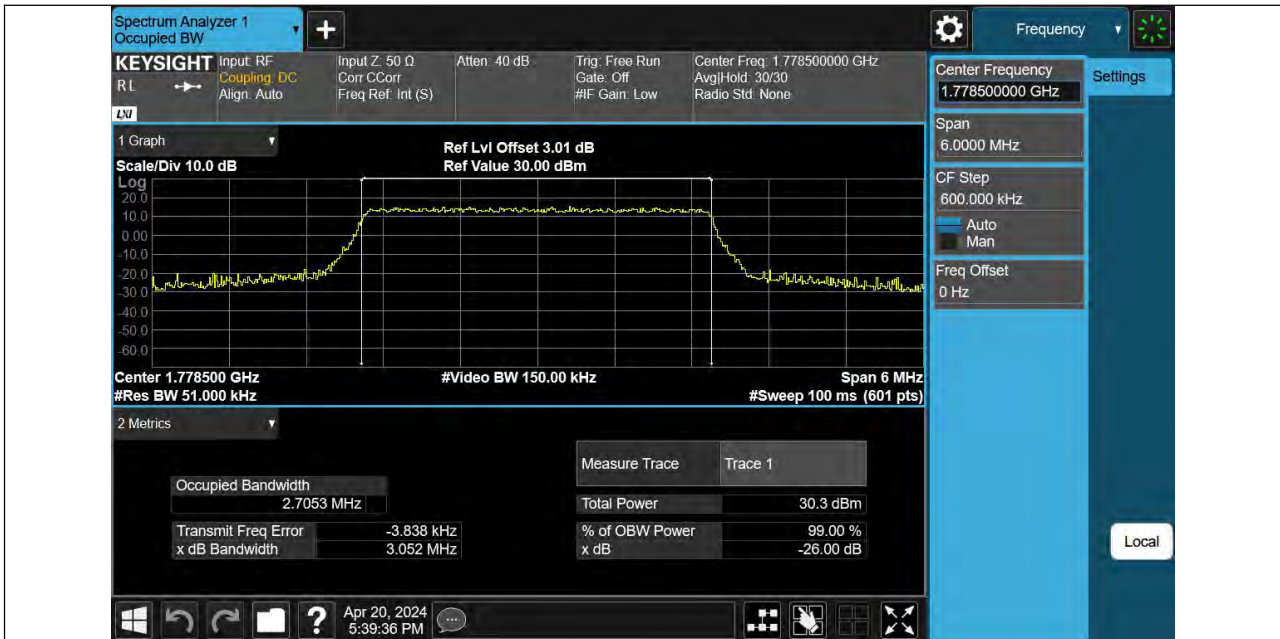 Spectrum Analyzer 1
Occupied BW
+
Frequency
KEYSIGHT
RL
LXI
Input: RF
Coupling: DC
Align: Auto
Input Z: 50 Ω
Corr CCorr
Freq Ref: Int (S)
Atten: 40 dB
Trig: Free Run
Gate: Off
#IF Gain: Low
Center Freq: 1.778500000 GHz
Avg|Hold: 30/30
Radio Std: None
Center Frequency
1.778500000 GHz
Settings
Span
6.0000 MHz
CF Step
600.000 kHz
Auto
Man
Freq Offset
0 Hz
Local
1 Graph
Scale/Div 10.0 dB
Ref Lvl Offset 3.01 dB
Ref Value 30.00 dBm
Log
20.0
10.0
0.00
-10.0
-20.0
-30.0
-40.0
-50.0
-60.0
Center 1.778500 GHz
#Video BW 150.00 kHz
Span 6 MHz
#Res BW 51.000 kHz
#Sweep 100 ms (601 pts)
2 Metrics
Measure Trace Trace 1
Occupied Bandwidth
2.7053 MHz
Total Power 30.3 dBm
Transmit Freq Error -3.838 kHz
% of OBW Power 99.00 %
x dB Bandwidth 3.052 MHz
x dB -26.00 dB
?
Apr 20, 2024
5:39:36 PM